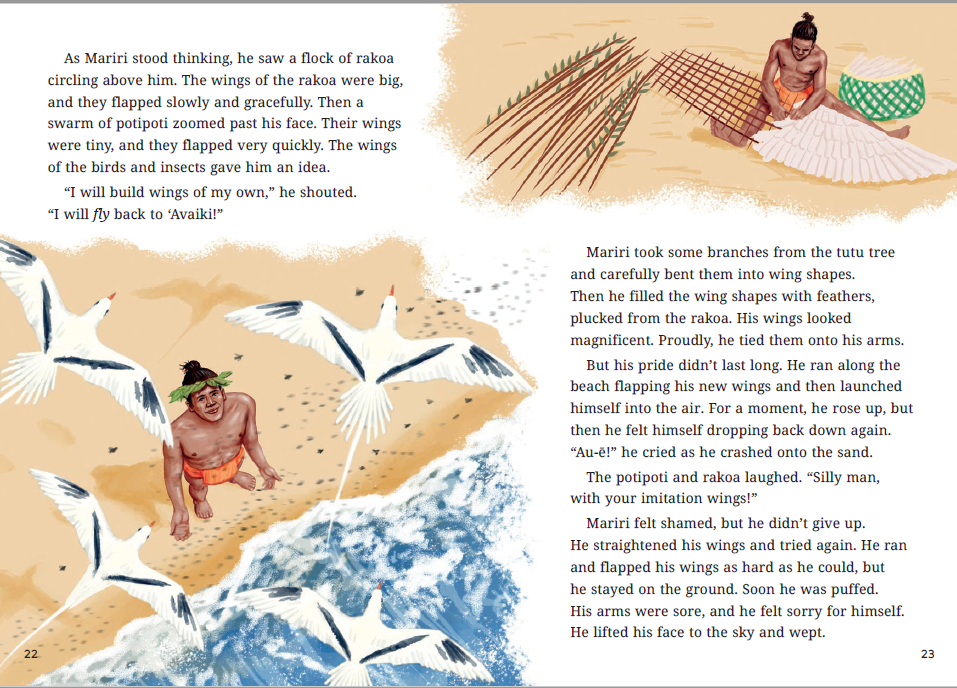 As Mariri stood thinking, he saw a flock of rakoa
circling above him. The wings of the rakoa were big,
and they flapped slowly and gracefully. Then a
swarm of potipoti zoomed past his face. Their wings
were tiny, and they flapped very quickly. The wings
of the birds and insects gave him an idea.
“I will build wings of my own,” he shouted.
“I will fly back to ‘Avaiki!”
Mariri took some branches from the tutu tree
and carefully bent them into wing shapes.
Then he filled the wing shapes with feathers,
plucked from the rakoa. His wings looked
magnificent. Proudly, he tied them onto his arms.
But his pride didn’t last long. He ran along the
beach flapping his new wings and then launched
himself into the air. For a moment, he rose up, but
then he felt himself dropping back down again.
“Au-ē!” he cried as he crashed onto the sand.
The potipoti and rakoa laughed. “Silly man,
with your imitation wings!”
Mariri felt shamed, but he didn’t give up.
He straightened his wings and tried again. He ran
and flapped his wings as hard as he could, but
he stayed on the ground. Soon he was puffed.
His arms were sore, and he felt sorry for himself.
He lifted his face to the sky and wept.
22
23